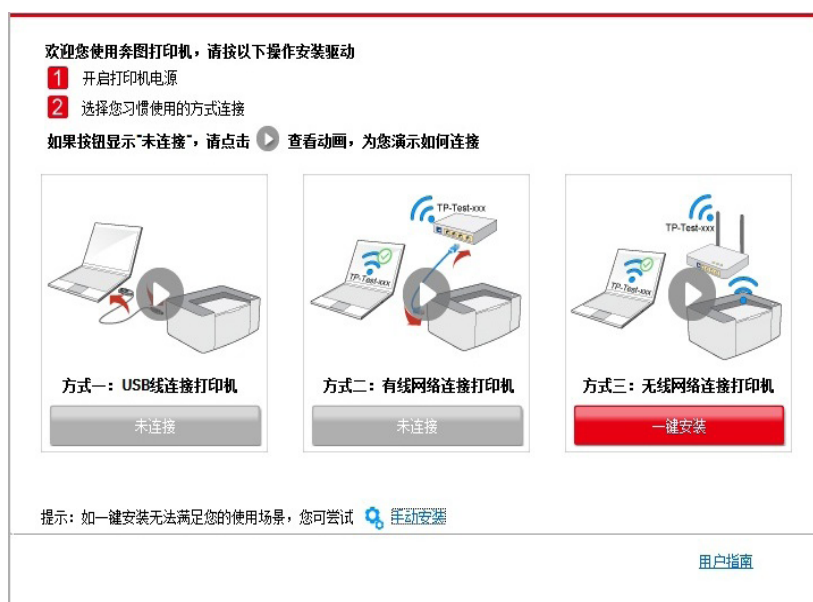 欢迎您使用奔图打印机，请按以下操作安装驱动
1 开启打印机电源
2 选择您习惯使用的方式连接
如果按钮显示"未连接"，请点击 查看动画，为您演示如何连接
TP-Test-xxx
TP-Test-xxx
TP-Test-xxx
TP-Test-xxx
方式一：USB线连接打印机
方式二：有线网络连接打印机
方式三：无线网络连接打印机
未连接
未连接
一键安装
提示：如一键安装无法满足您的使用场景，您可尝试 手动安装
用户指南